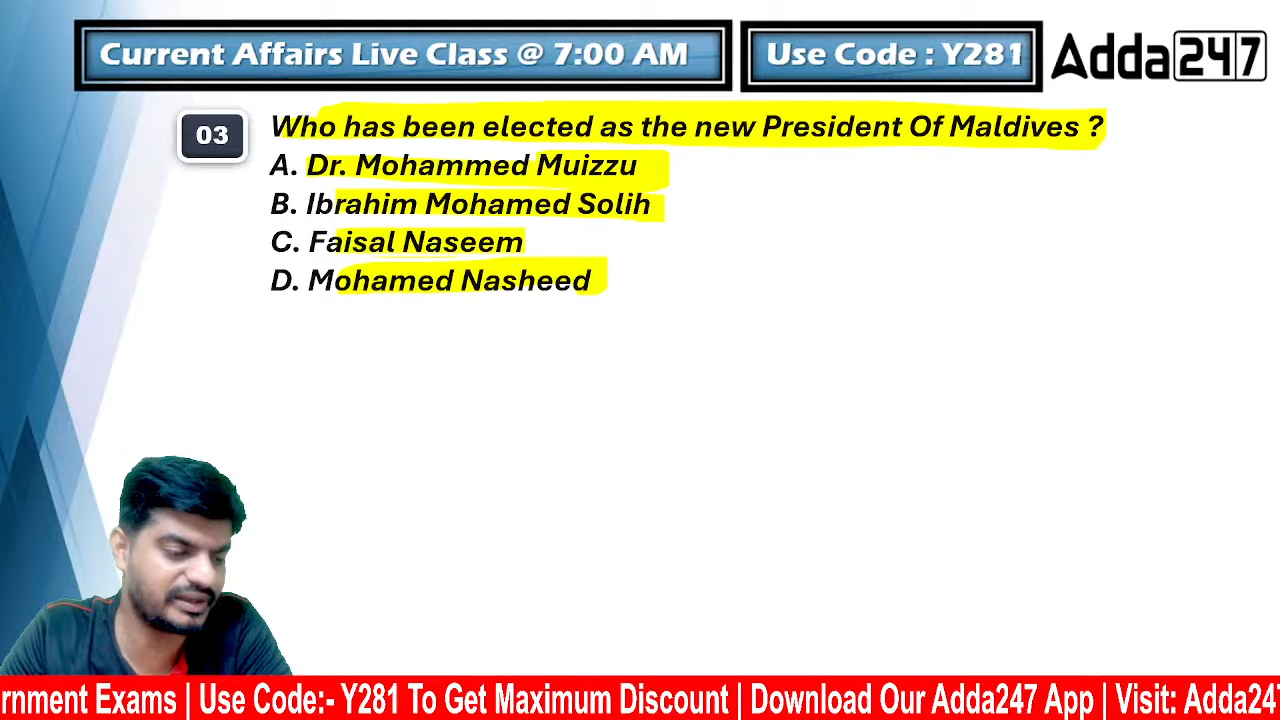 Current Affairs Live Class @ 7:00 AM
Use Code : Y281
Adda247
03
Who has been elected as the new President Of Maldives ?
A. Dr. Mohammed Muizzu
B. Ibrahim Mohamed Solih
C. Faisal Naseem
D. Mohamed Nasheed
rnment Exams | Use Code:- Y281 To Get Maximum Discount | Download Our Adda247 App | Visit: Adda24